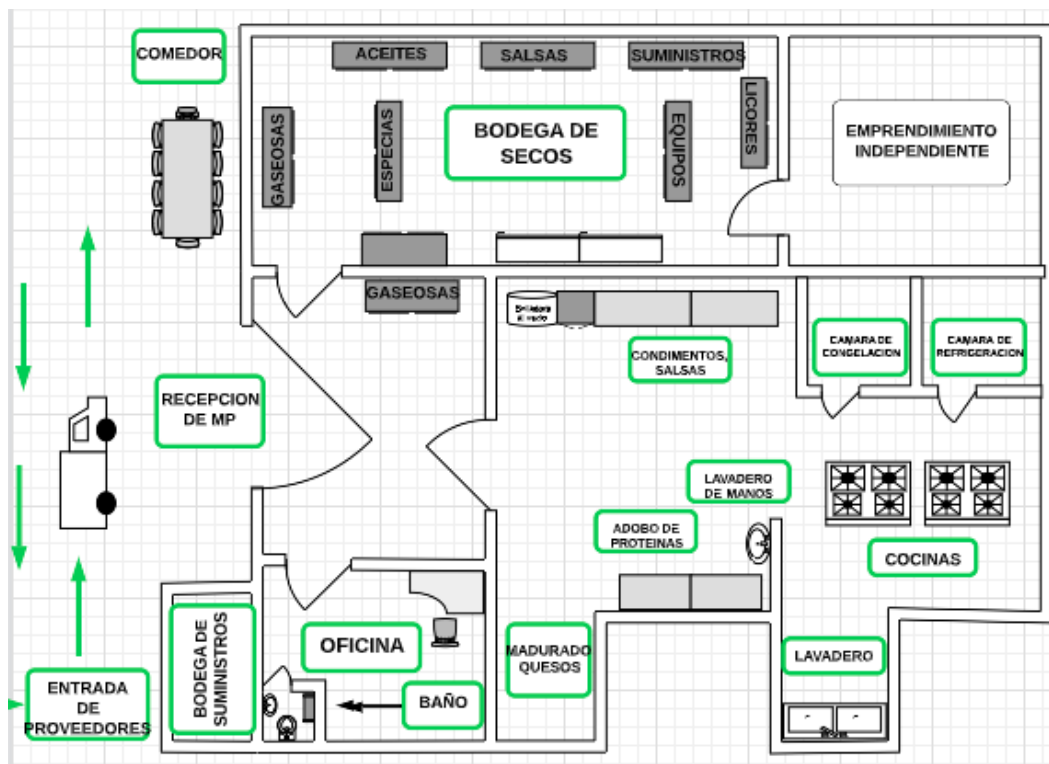 COMEDOR
ACEITES
SALSAS
SUMINISTROS
GASEOSAS
ESPECIAS
BODEGA DE
SECOS
EQUIPOS
LICORES
EMPRENDIMIENTO
INDEPENDIENTE
GASEOSAS
CONDIMENTOS,
SALSAS
CAMARA DE
CONGELACION
CAMARA DE
REFRIGERACION
RECEPCION
DE MP
LAVADERO
DE MANOS
ADOBO DE
PROTEINAS
COCINAS
BODEGA DE
SUMINISTROS
OFICINA
MADURADO
QUESOS
LAVADERO
ENTRADA
DE
PROVEEDORES
BAÑO